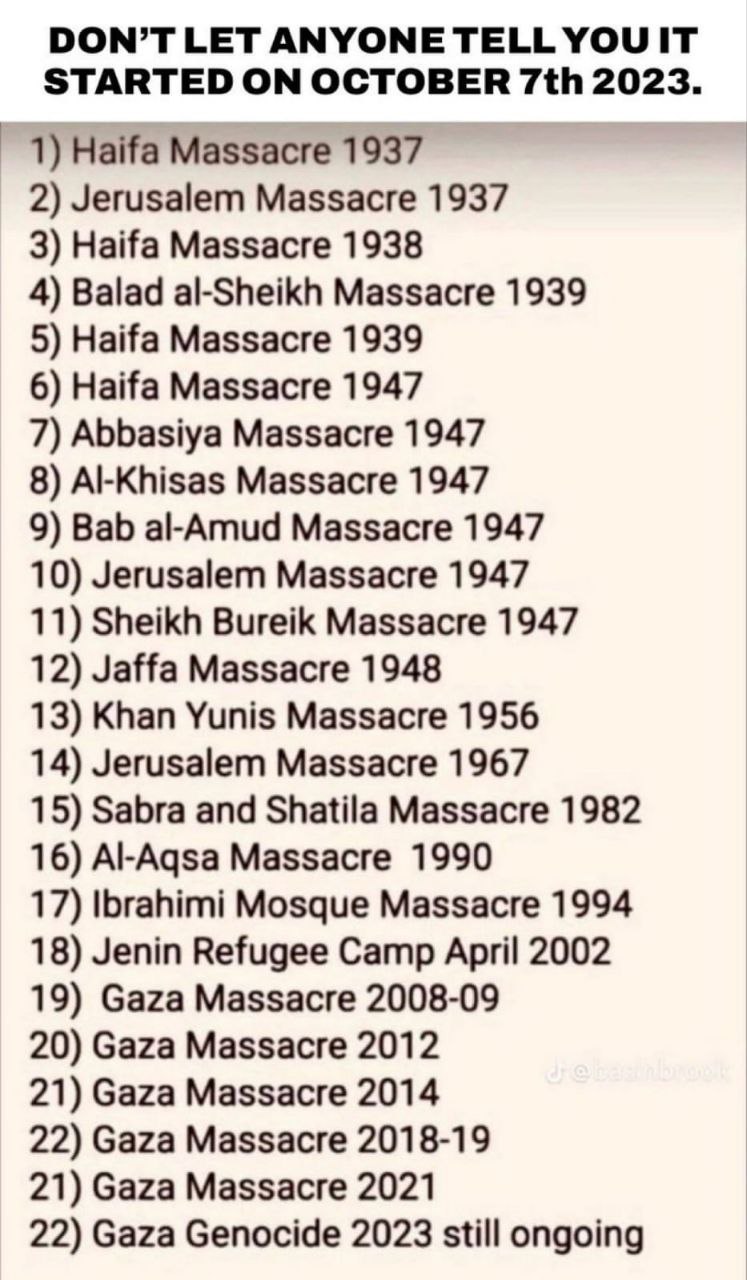 DON'T LET ANYONE TELL YOU IT
STARTED ON OCTOBER 7th 2023.
1) Haifa Massacre 1937
2) Jerusalem Massacre 1937
3) Haifa Massacre 1938
4) Balad al-Sheikh Massacre 1939
5) Haifa Massacre 1939
6) Haifa Massacre 1947
7) Abbasiya Massacre 1947
8) Al-Khisas Massacre 1947
9) Bab al-Amud Massacre 1947
10) Jerusalem Massacre 1947
11) Sheikh Bureik Massacre 1947
12) Jaffa Massacre 1948
13) Khan Yunis Massacre 1956
14) Jerusalem Massacre 1967
15) Sabra and Shatila Massacre 1982
16) Al-Aqsa Massacre 1990
17) Ibrahimi Mosque Massacre 1994
18) Jenin Refugee Camp April 2002
19) Gaza Massacre 2008-09
20) Gaza Massacre 2012
21) Gaza Massacre 2014
22) Gaza Massacre 2018-19
21) Gaza Massacre 2021
22) Gaza Genocide 2023 still ongoing